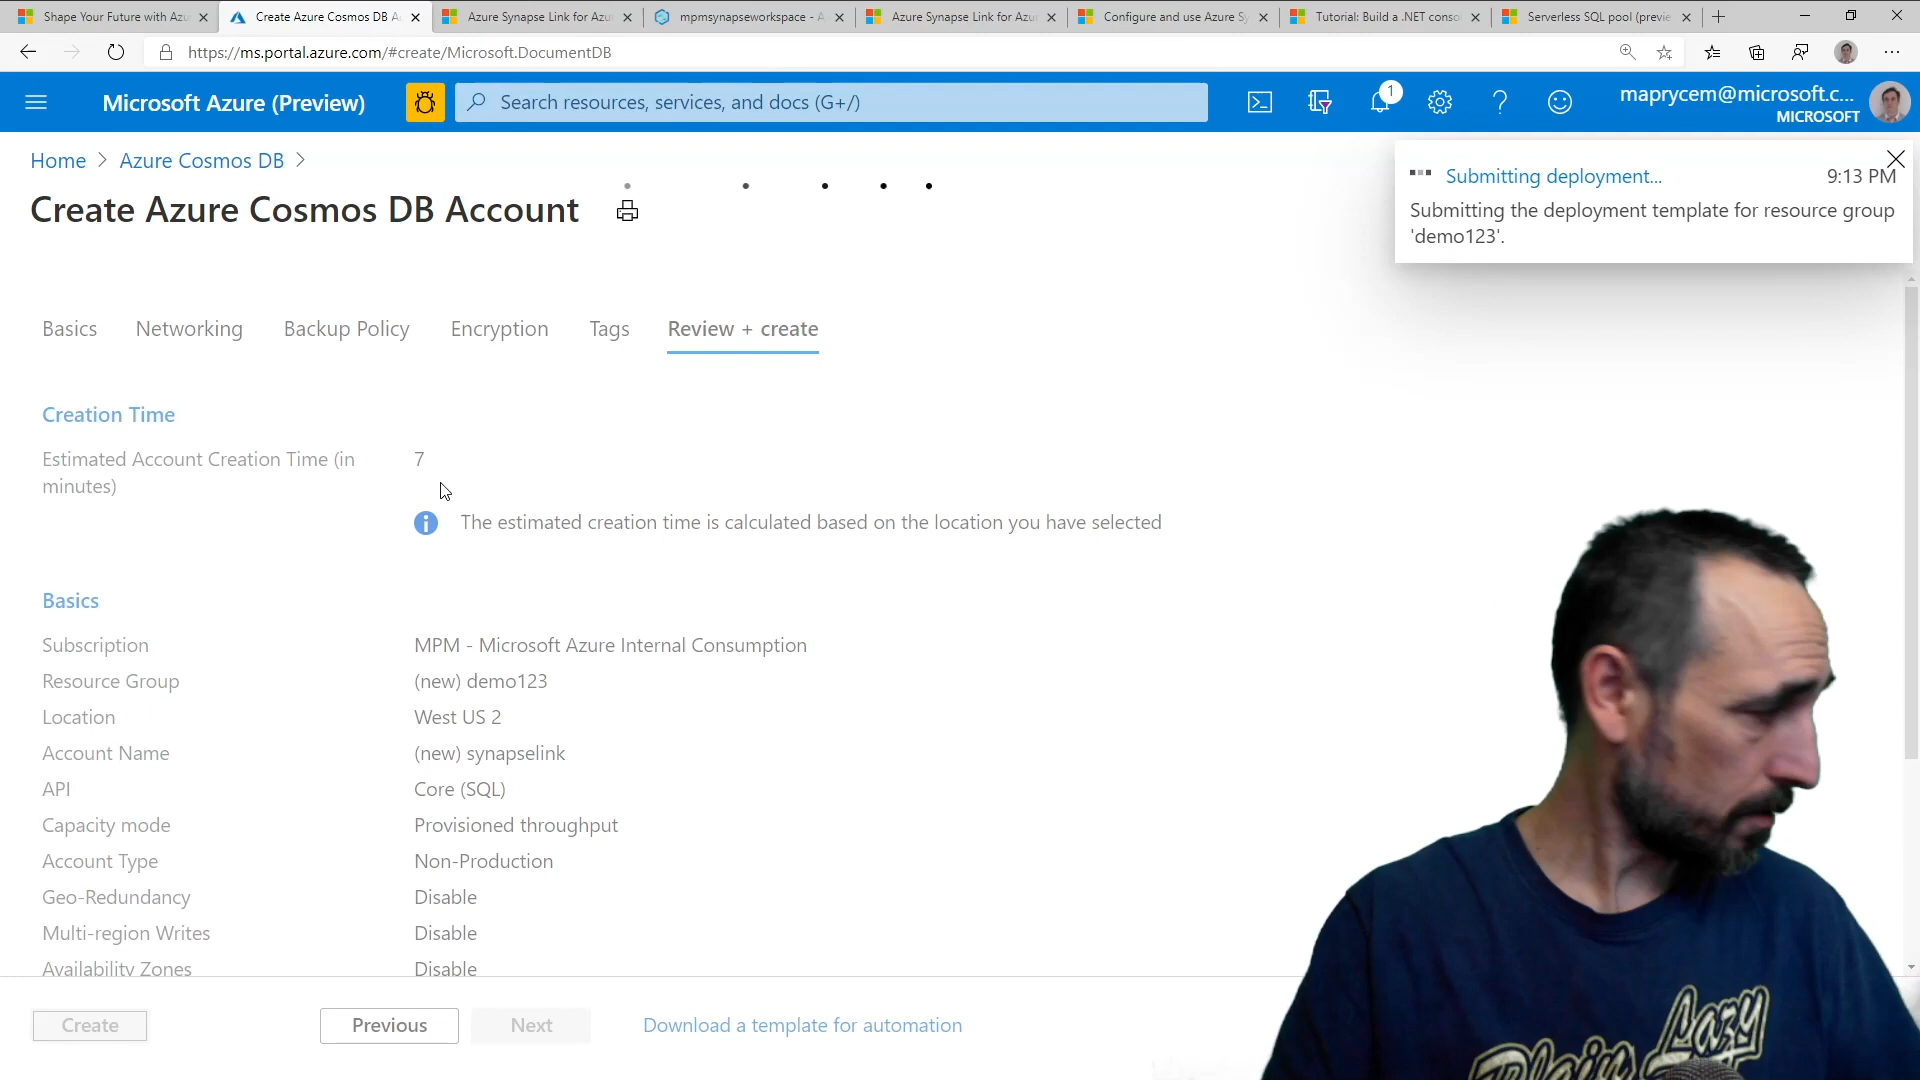 Shape Your Future with Azu
Create Azure Cosmos DB A
Azure Synapse Link for Azu
mpmsynapseworkspace - A
Azure Synapse Link for Azu
Configure and use Azure Sy
Tutorial: Build a .NET conso
Serverless SQL pool (previe
https://ms.portal.azure.com/#create/Microsoft.DocumentDB
Microsoft Azure (Preview)
Search resources, services, and docs (G+/)
1
maprycem@microsoft.c...
MICROSOFT
Home > Azure Cosmos DB >
Create Azure Cosmos DB Account
Submitting deployment...
9:13 PM
Submitting the deployment template for resource group
'demo123'.
Basics
Networking
Backup Policy
Encryption
Tags
Review + create
Creation Time
Estimated Account Creation Time (in
minutes)
7
The estimated creation time is calculated based on the location you have selected
Basics
Subscription
MPM - Microsoft Azure Internal Consumption
Resource Group
(new) demo123
Location
West US 2
Account Name
(new) synapselink
API
Core (SQL)
Capacity mode
Provisioned throughput
Account Type
Non-Production
Geo-Redundancy
Disable
Multi-region Writes
Disable
Availability Zones
Disable
Create
Previous
Next
Download a template for automation
Plain Lazy